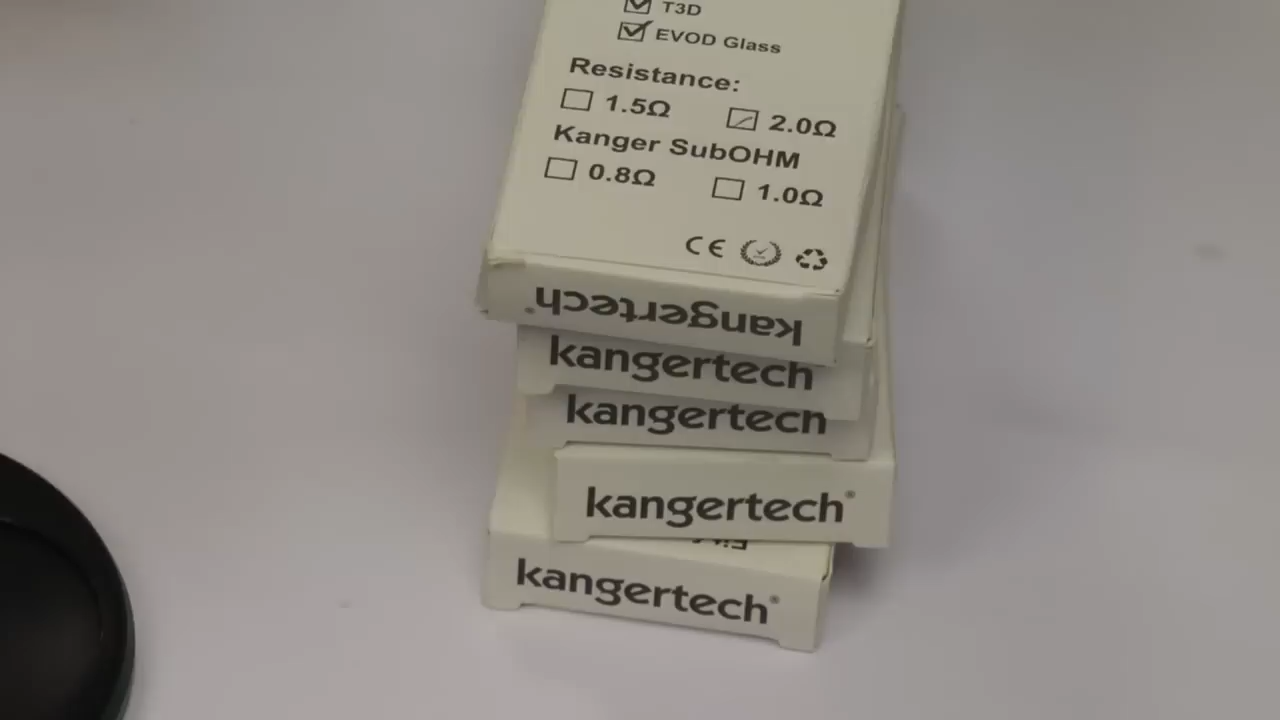 T3D
EVOD Glass
Resistance:
1.5Ω 2.0Ω
Kanger SubOHM
0.8Ω 1.0Ω
CE
kangertech®
kangertech
kangertech
kangertech®
kangertech®